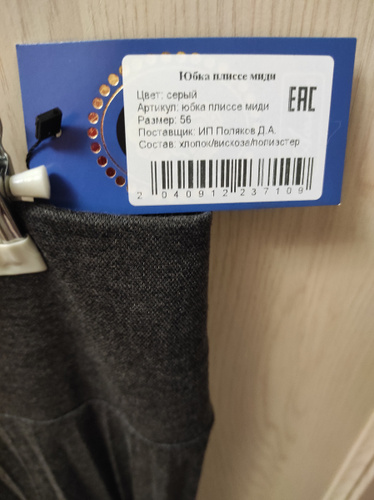 Юбка плиссе миди
Цвет: серый
Артикул: юбка плиссе миди
Размер: 56
Поставщик: ИП Поляков Д.А.
Состав: хлопок/вискоза/полиэстер
EAC
2 040912 237109